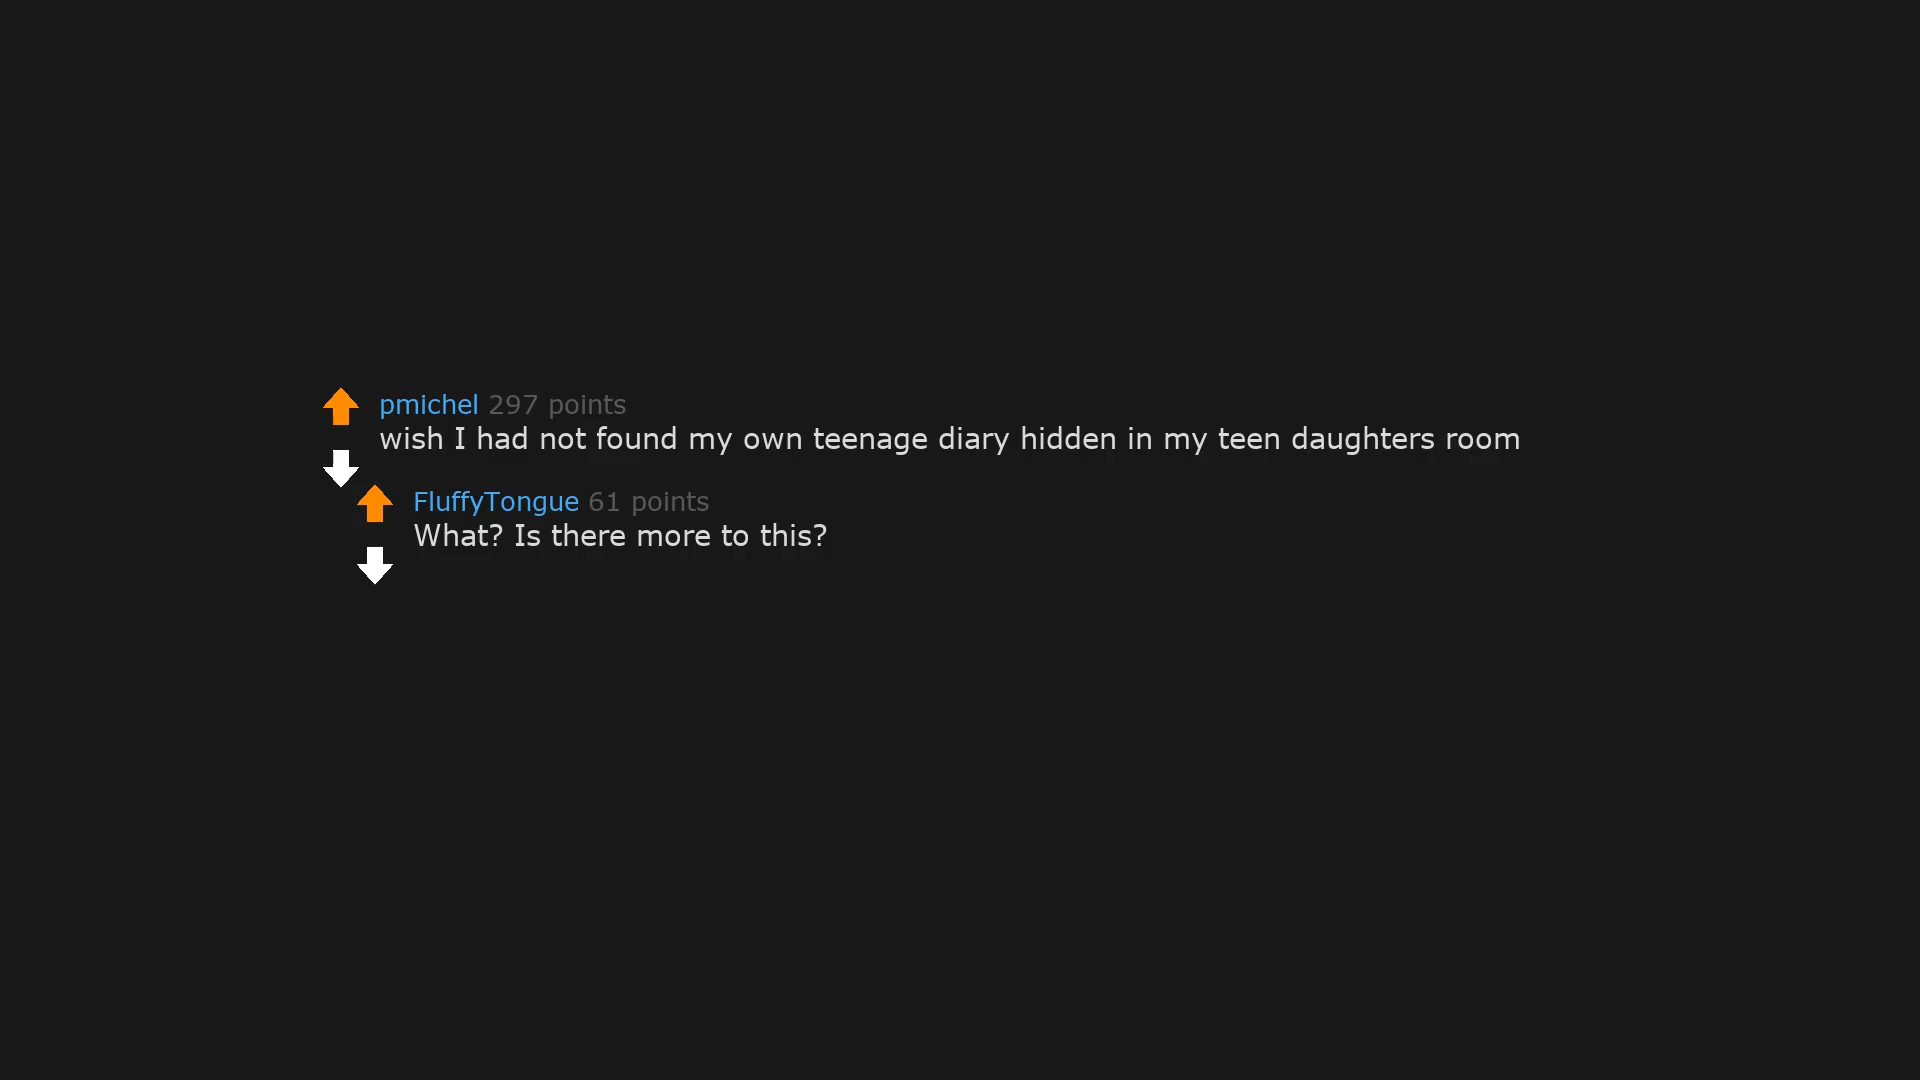 pmichel 297 points
wish I had not found my own teenage diary hidden in my teen daughters room
FluffyTongue 61 points
What? Is there more to this?